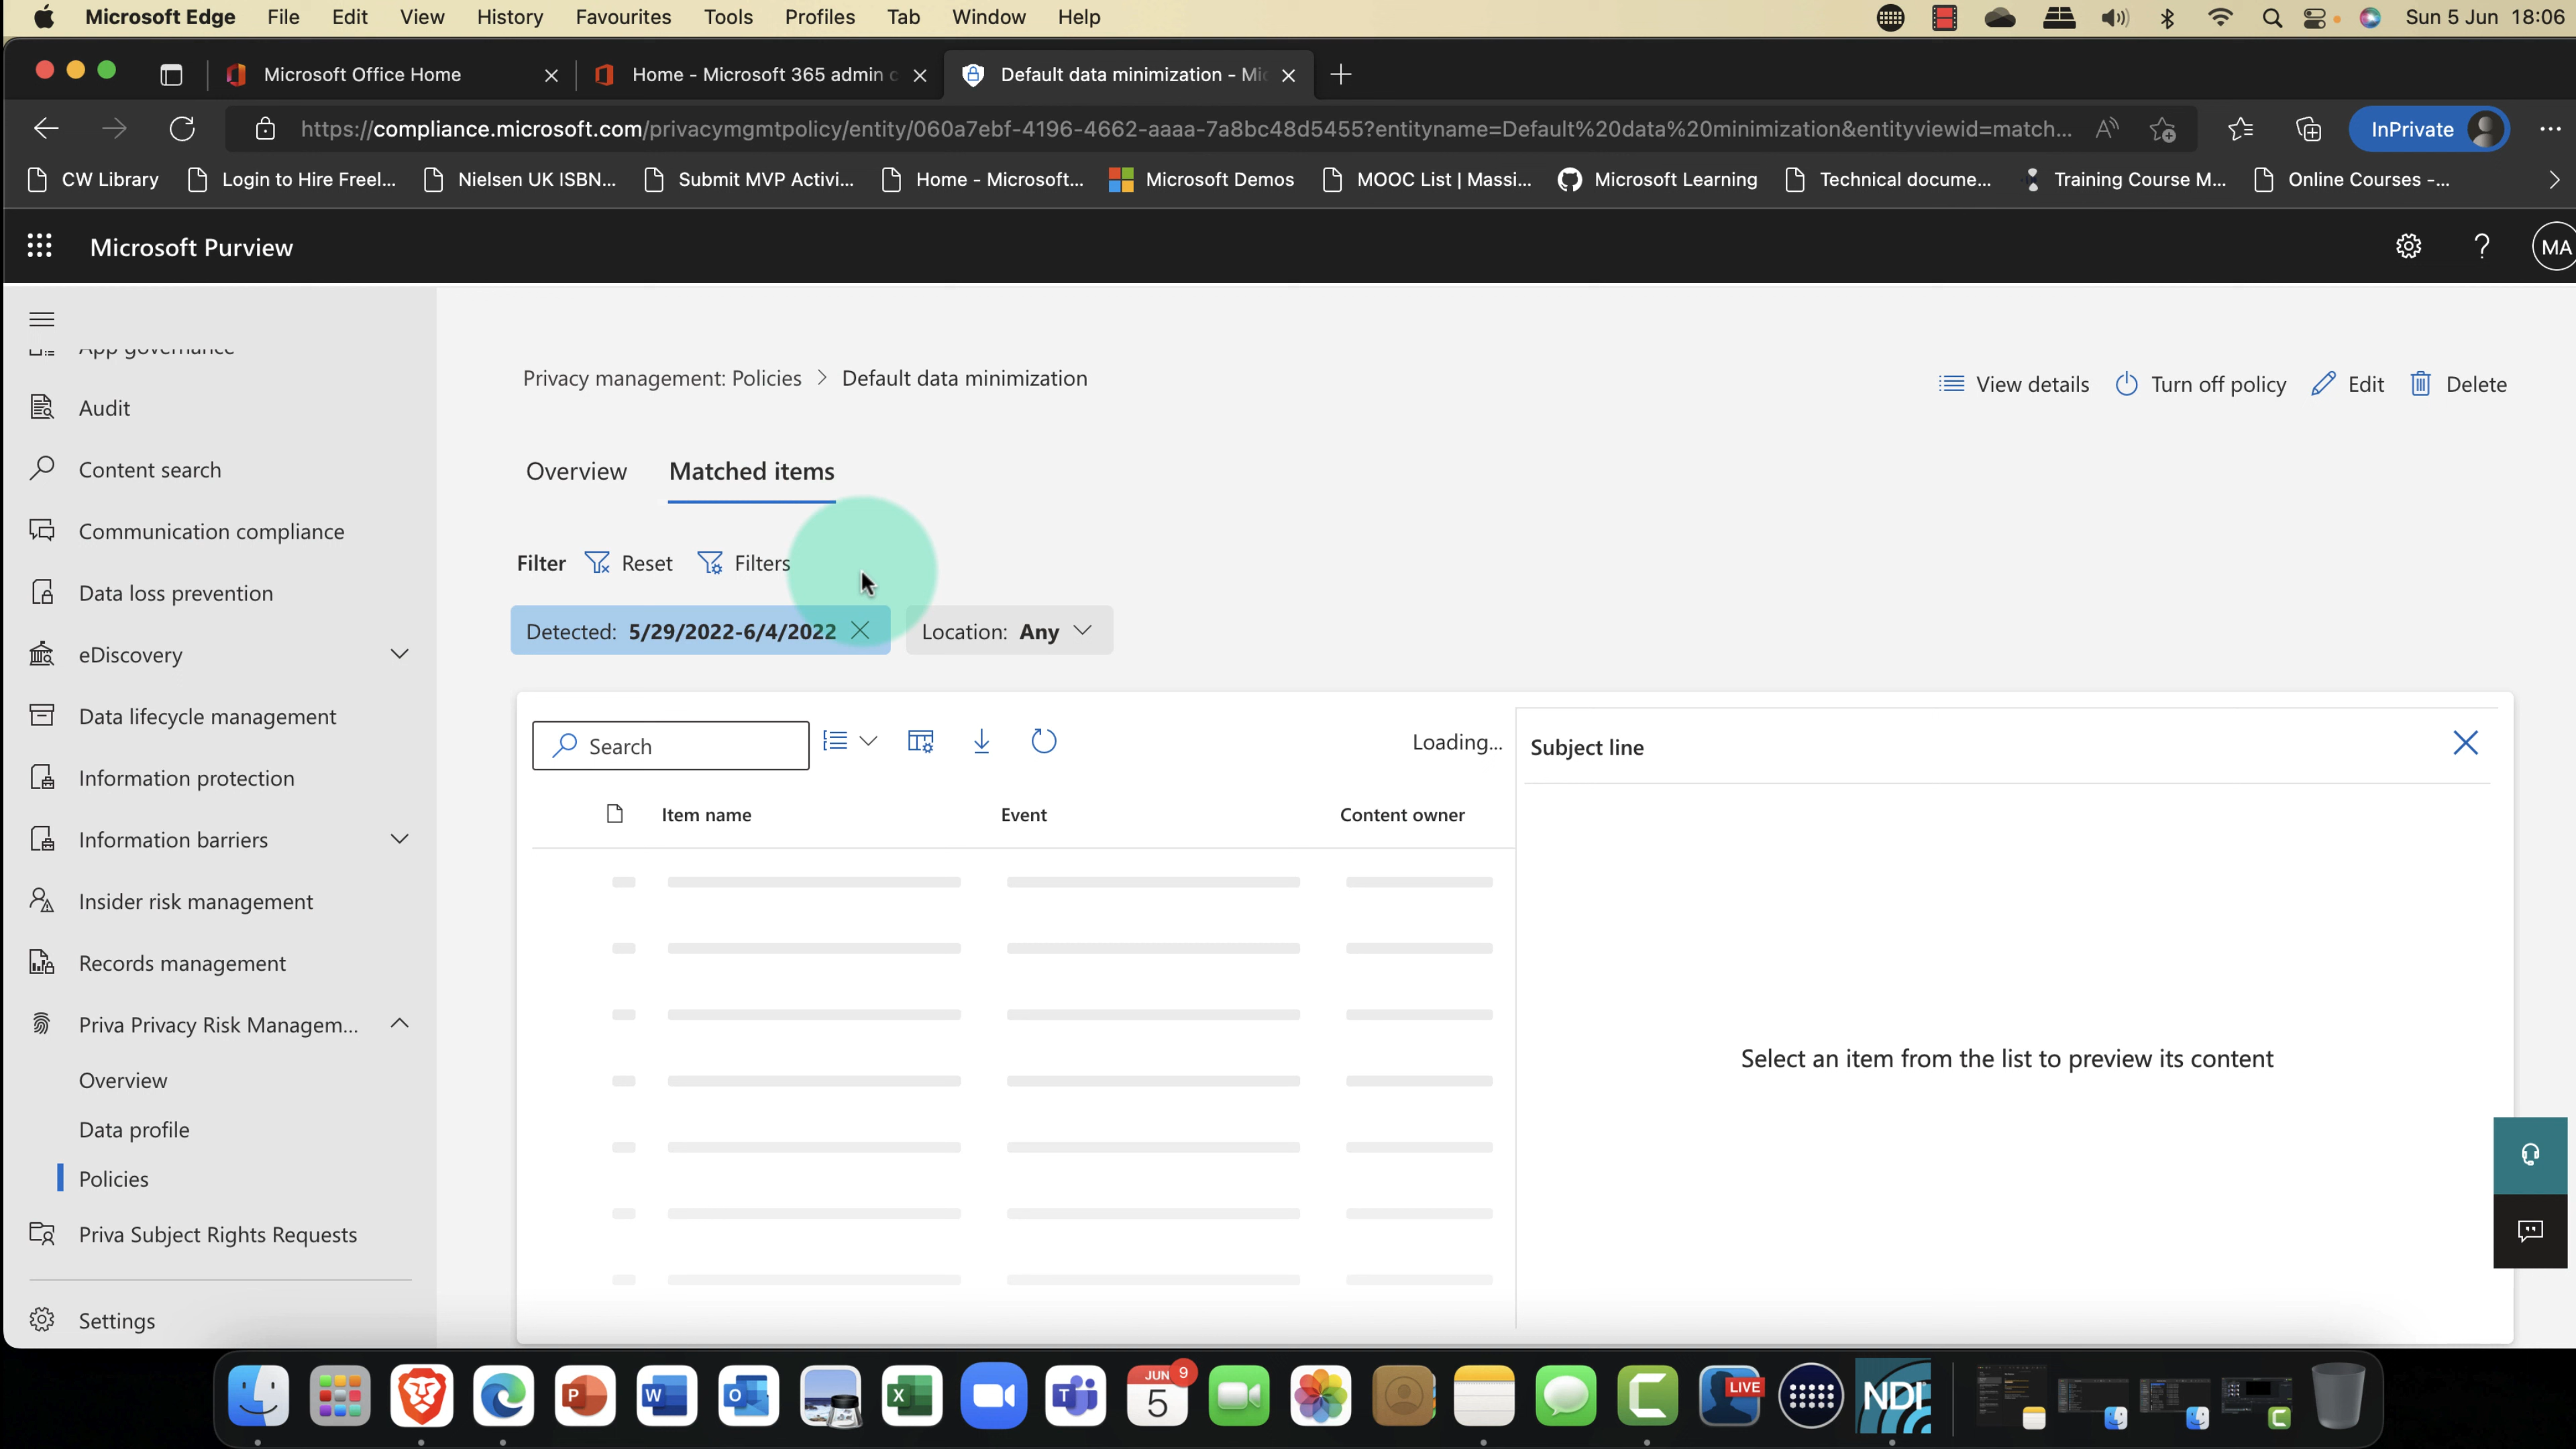 Microsoft Edge File Edit View History Favourites Tools Profiles Tab Window Help Sun 5 Jun 18:06
Microsoft Office Home
Home - Microsoft 365 admin c
Default data minimization - Mic
https://compliance.microsoft.com/privacymgmtpolicy/entity/060a7ebf-4196-4662-aaaa-7a8bc48d5455?entityname=Default%20data%20minimization&entityviewid=match...
InPrivate
CW Library
Login to Hire Freel...
Nielsen UK ISBN...
Submit MVP Activi...
Home - Microsoft...
Microsoft Demos
MOOC List | Massi...
Microsoft Learning
Technical docume...
Training Course M...
Online Courses -...
Microsoft Purview
MA
App governance
Audit
Content search
Communication compliance
Data loss prevention
eDiscovery
Data lifecycle management
Information protection
Information barriers
Insider risk management
Records management
Priva Privacy Risk Managem...
Overview
Data profile
Policies
Priva Subject Rights Requests
Settings
Privacy management: Policies > Default data minimization
View details
Turn off policy
Edit
Delete
Overview
Matched items
Filter
Reset
Filters
Detected: 5/29/2022-6/4/2022
Location: Any
Search
Loading...
Item name
Event
Content owner
Subject line
Select an item from the list to preview its content
JUN
5
9
LIVE
NDI